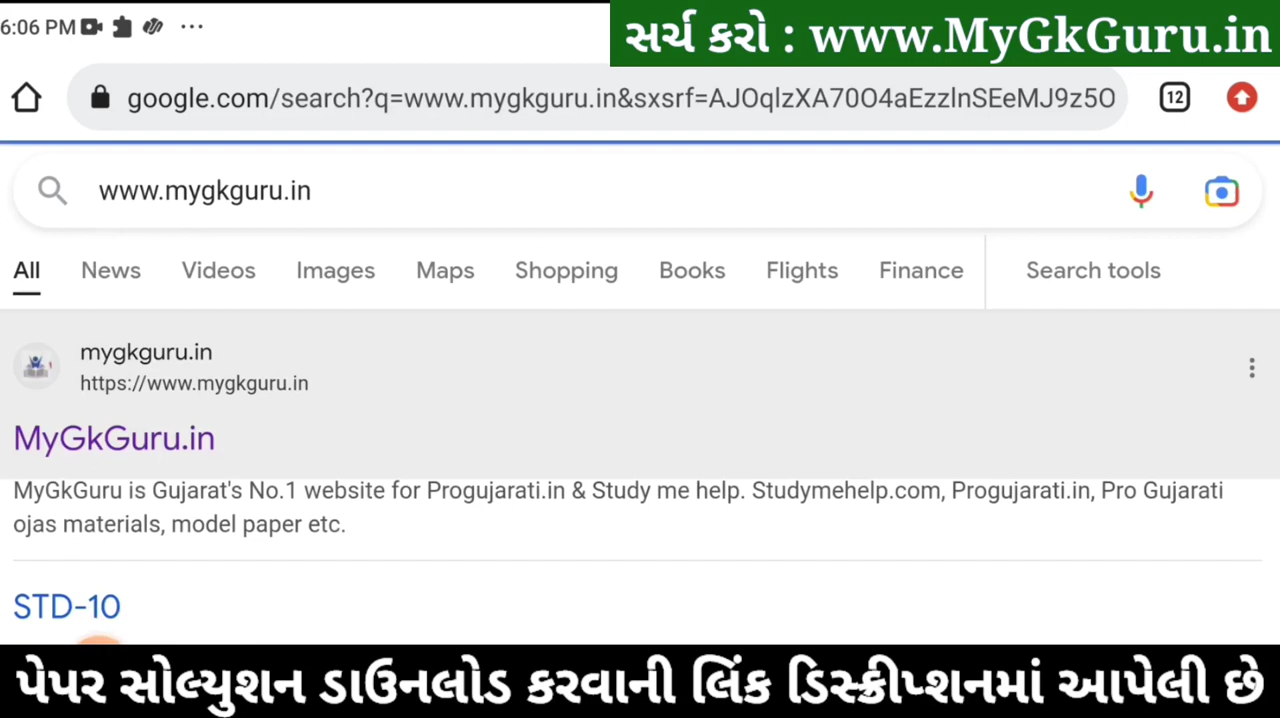 6:06 PM
સર્ચ કરો : www.MyGkGuru.in
google.com/search?q=www.mygkguru.in&sxsrf=AJOqlzXA70O4aEzzlnSEeMJ9z5O
12
www.mygkguru.in
All News Videos Images Maps Shopping Books Flights Finance Search tools
mygkguru.in
https://www.mygkguru.in
MyGkGuru.in
MyGkGuru is Gujarat's No.1 website for Progujarati.in & Study me help. Studymehelp.com, Progujarati.in, Pro Gujarati
ojas materials, model paper etc.
STD-10
પેપર સોલ્યુશન ડાઉનલોડ કરવાની લિંક ડિસ્ક્રીપ્શનમાં આપેલી છે